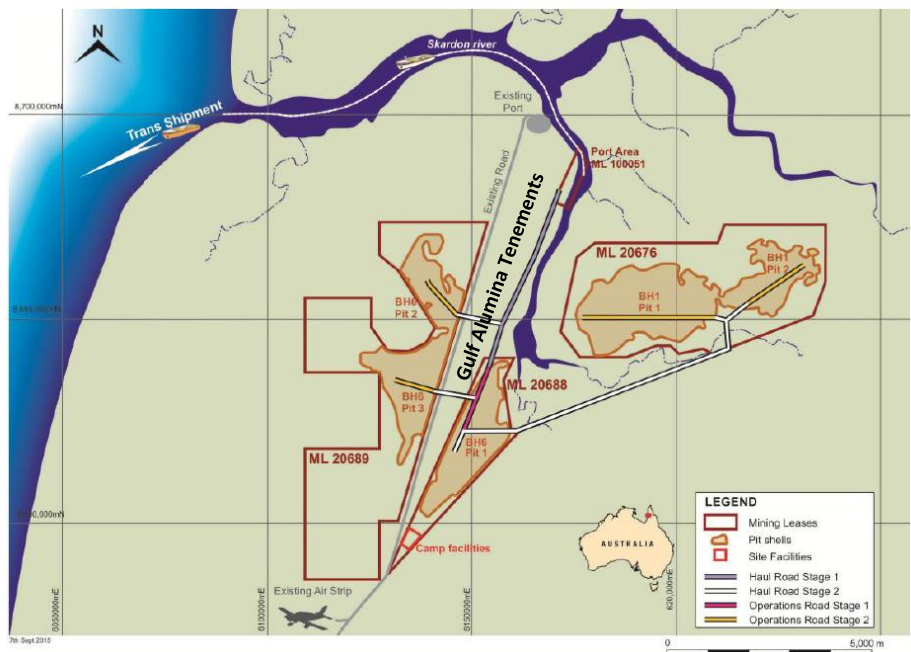 N
Skardon river
8,700,000mN
Existing
Port
Trans Shipment
Port Area
ML 100051
Existing Road
Gulf Alumina Tenements
ML 20676
BH1
Pit 2
BH1
Pit 1
BH6
Pit 2
ML 20688
BH6
Pit 3
BH6
Pit 1
ML 20689
Camp facilities
AUSTRALIA
Existing Air Strip
LEGEND
Mining Leases
Pit shells
Site Facilities
Haul Road Stage 1
Haul Road Stage 2
Operations Road Stage 1
Operations Road Stage 2
620,000mE
7th Sept 2015
0
5,000 m